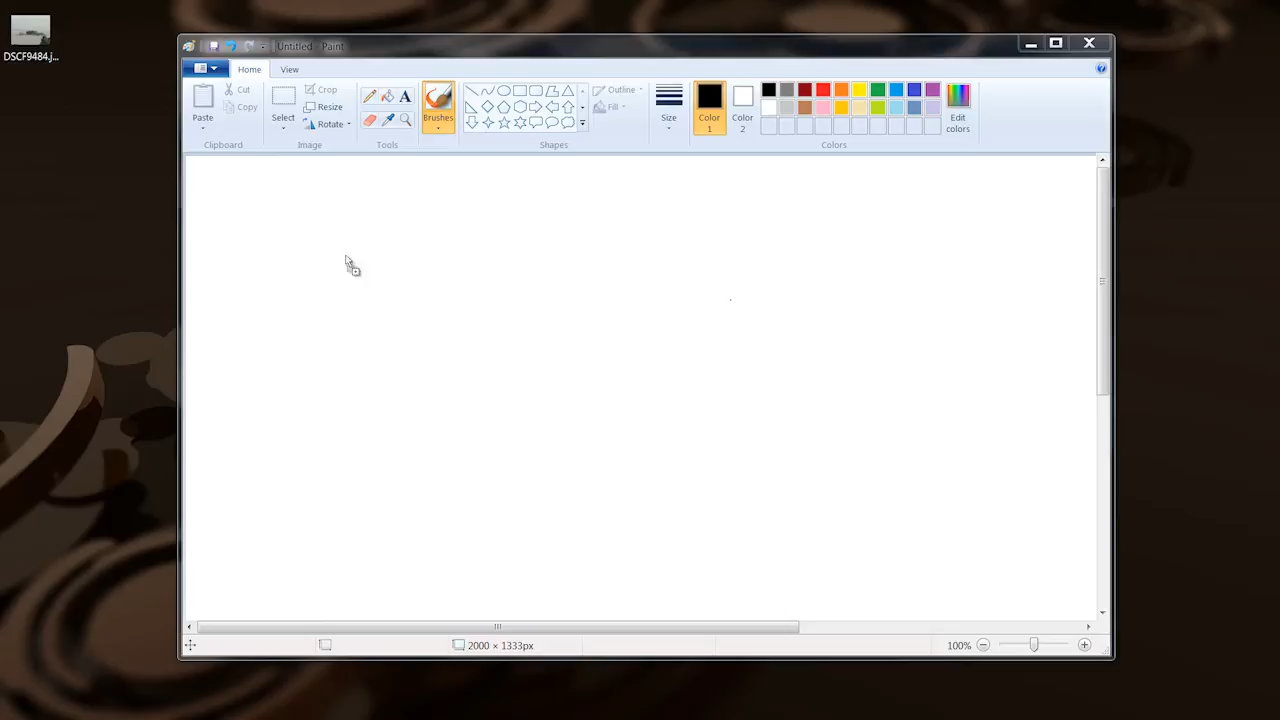 DSCF9484.j...
Untitled - Paint
Home
View
Cut
Copy
Paste
Clipboard
Crop
Resize
Rotate
Select
Image
A
Tools
Brushes
Outline
Fill
Shapes
Size
Color
1
Color
2
Edit
colors
Colors
2000 × 1333px
100%